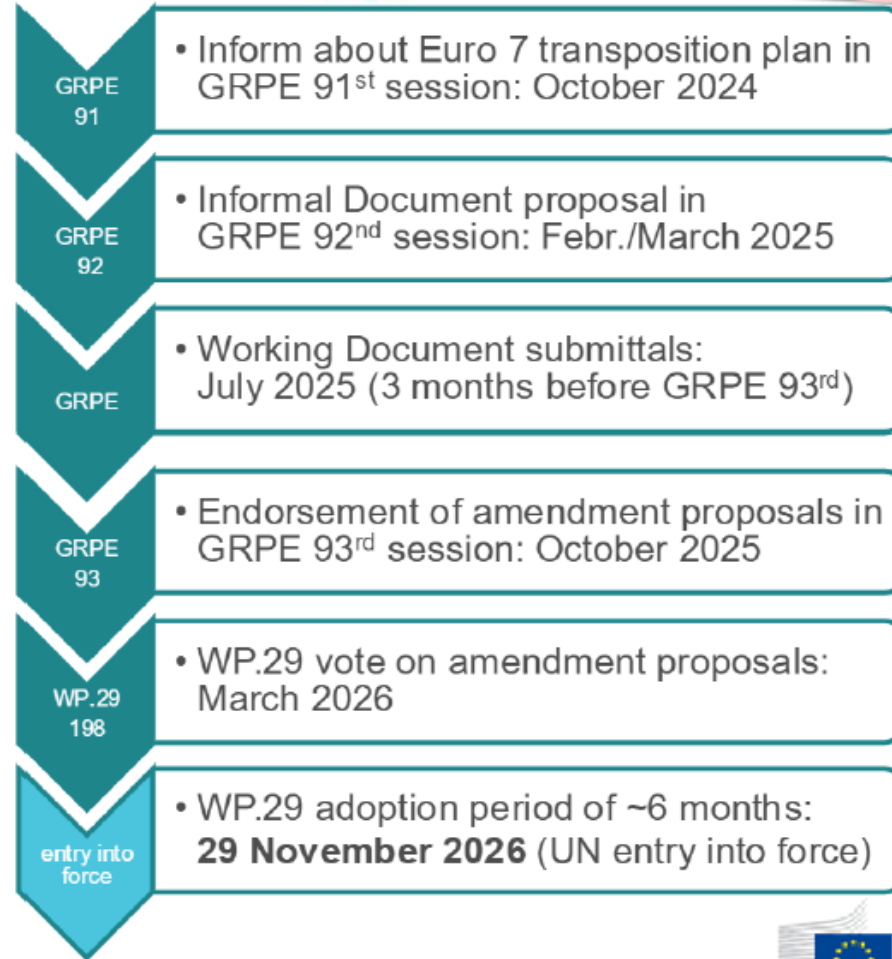 GRPE
91
• Inform about Euro 7 transposition plan in
GRPE 91st session: October 2024
GRPE
92
• Informal Document proposal in
GRPE 92nd session: Febr./March 2025
GRPE
• Working Document submittals:
July 2025 (3 months before GRPE 93rd)
GRPE
93
• Endorsement of amendment proposals in
GRPE 93rd session: October 2025
WP.29
198
• WP.29 vote on amendment proposals:
March 2026
entry into
force
• WP.29 adoption period of ~6 months:
29 November 2026 (UN entry into force)